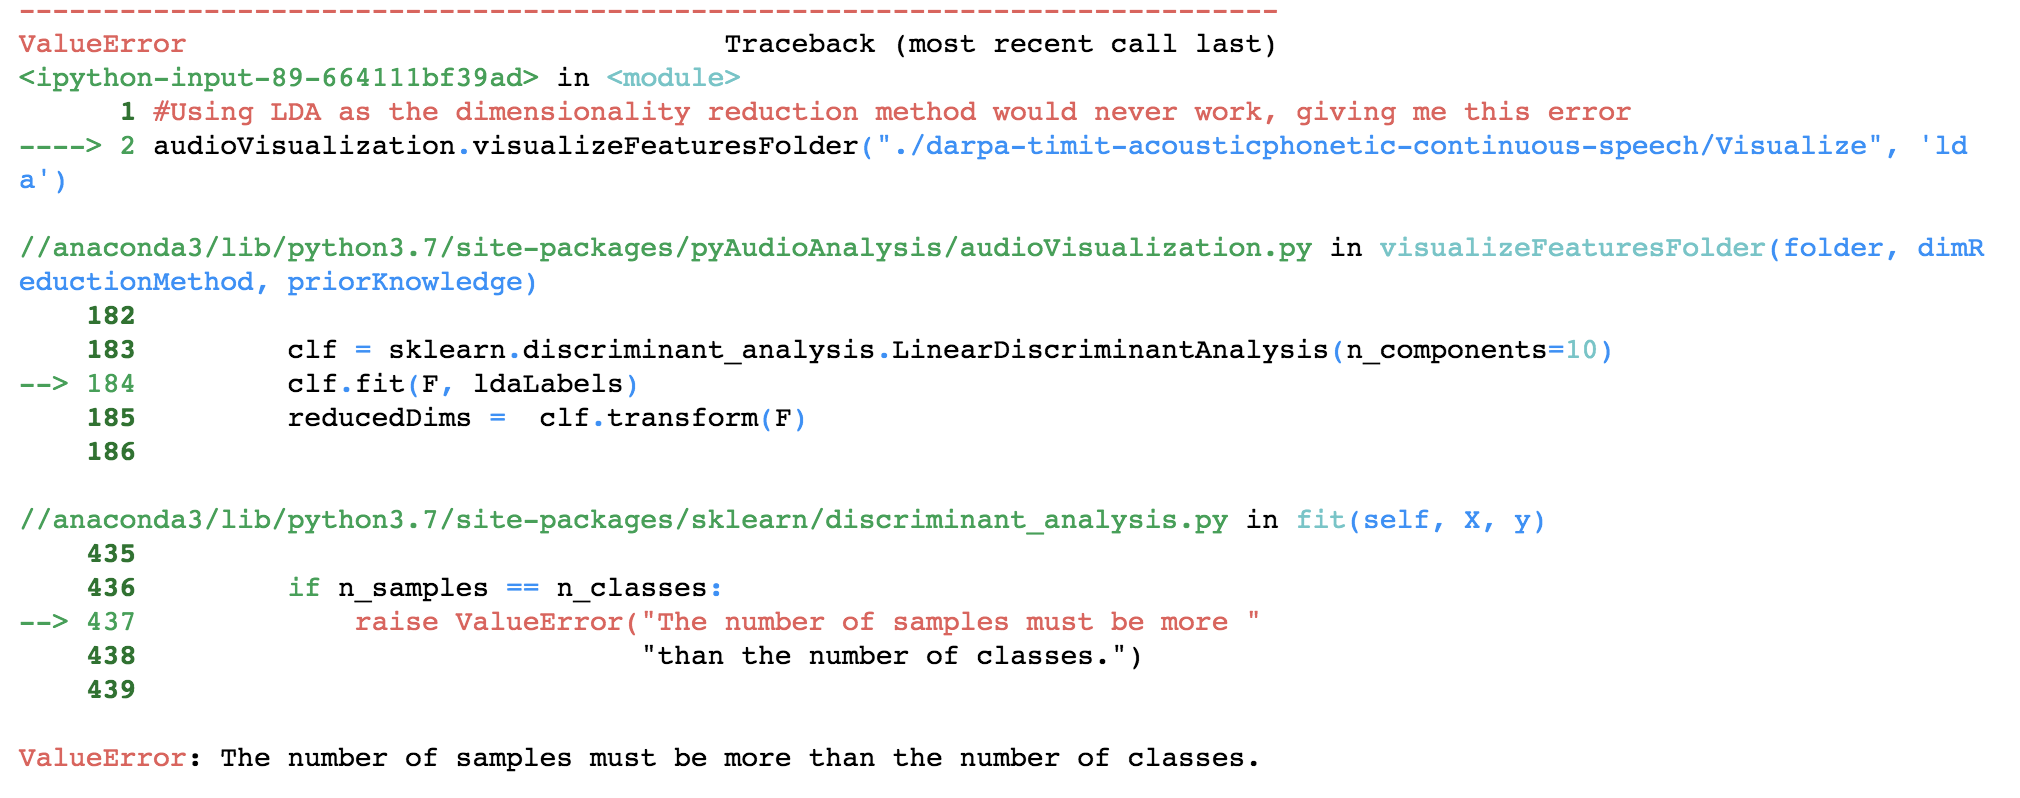 ---------------------------------------------------------------------------
ValueError                                Traceback (most recent call last)
<ipython-input-89-664111bf39ad> in <module>
      1 #Using LDA as the dimensionality reduction method would never work, giving me this error
----> 2 audioVisualization.visualizeFeaturesFolder("./darpa-timit-acousticphonetic-continuous-speech/Visualize", 'ld
a')

//anaconda3/lib/python3.7/site-packages/pyAudioAnalysis/audioVisualization.py in visualizeFeaturesFolder(folder, dimR
eductionMethod, priorKnowledge)
    182
    183         clf = sklearn.discriminant_analysis.LinearDiscriminantAnalysis(n_components=10)
--> 184         clf.fit(F, ldaLabels)
    185         reducedDims =  clf.transform(F)
    186

//anaconda3/lib/python3.7/site-packages/sklearn/discriminant_analysis.py in fit(self, X, y)
    435
    436         if n_samples == n_classes:
--> 437             raise ValueError("The number of samples must be more "
    438                              "than the number of classes.")
    439

ValueError: The number of samples must be more than the number of classes.